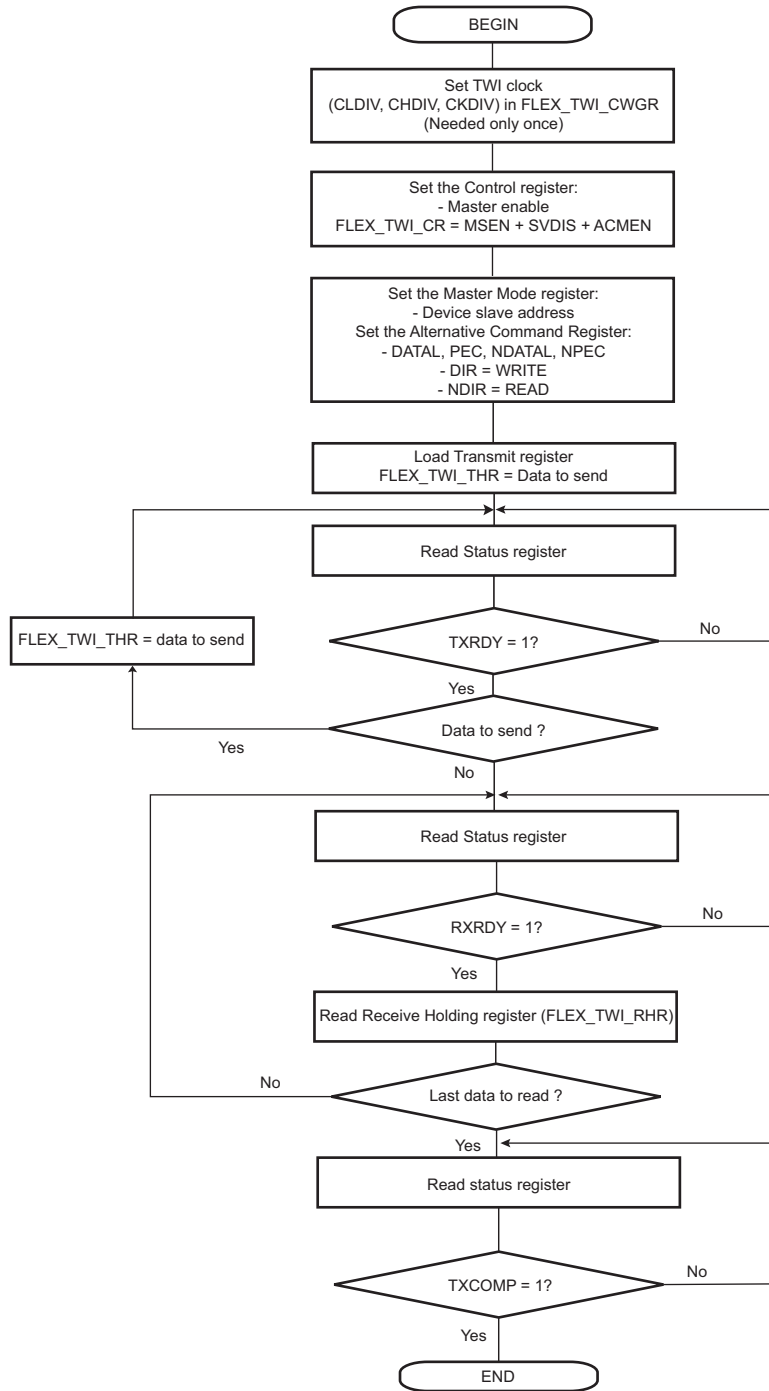 BEGIN
Set TWI clock
(CLDIV, CHDIV, CKDIV) in FLEX_TWI_CWGR
(Needed only once)
Set the Control register:
- Master enable
FLEX_TWI_CR = MSEN + SVDIS + ACMEN
Set the Master Mode register:
- Device slave address
Set the Alternative Command Register:
- DATAL, PEC, NDATAL, NPEC
- DIR = WRITE
- NDIR = READ
Load Transmit register
FLEX_TWI_THR = Data to send
Read Status register
FLEX_TWI_THR = data to send
TXRDY = 1?
No
Yes
Data to send ?
Yes
No
Read Status register
RXRDY = 1?
No
Yes
Read Receive Holding register (FLEX_TWI_RHR)
No
Last data to read ?
Yes
Read status register
TXCOMP = 1?
No
Yes
END